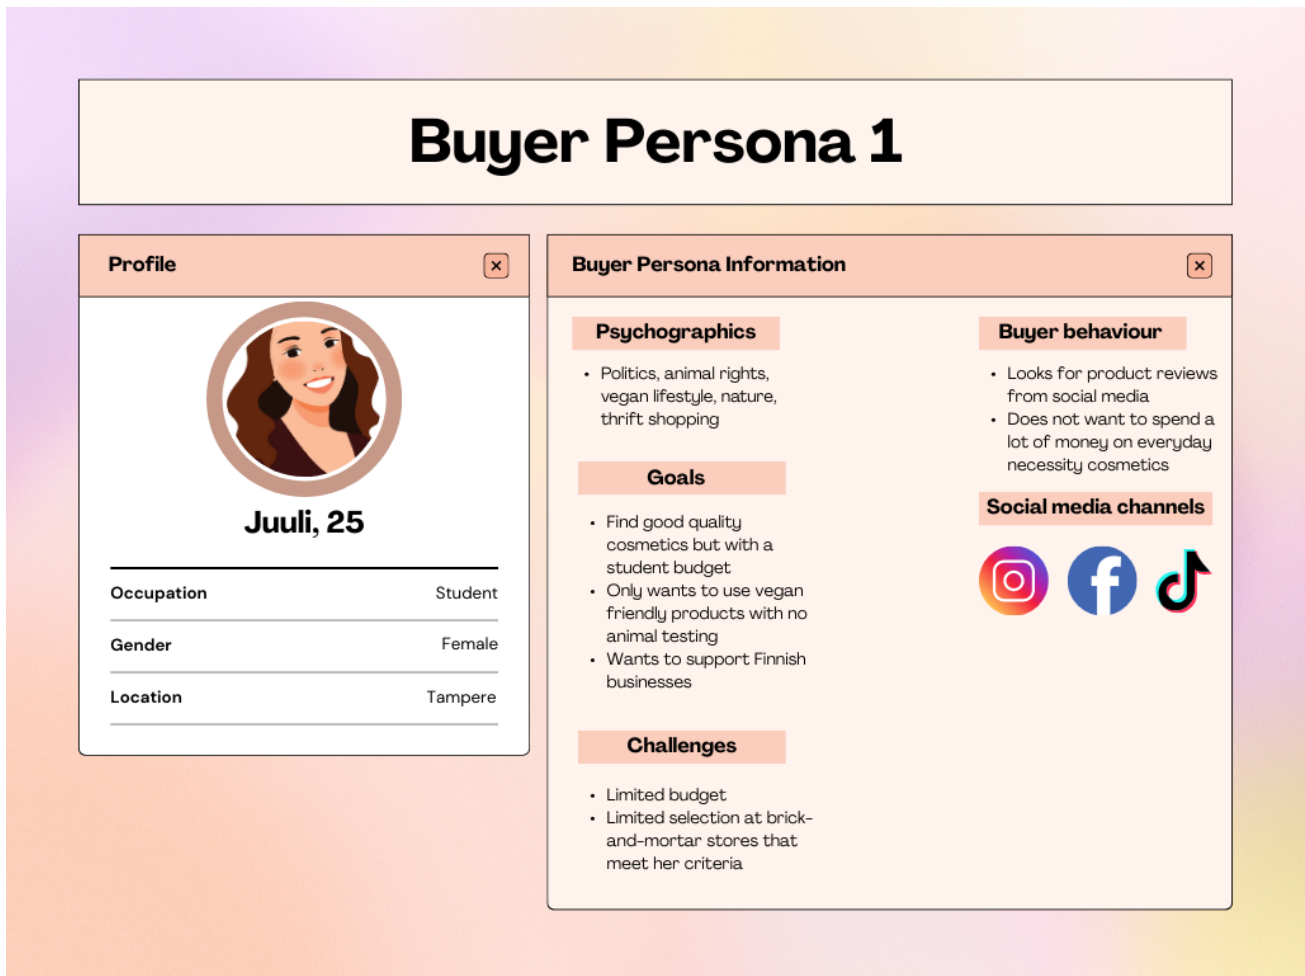 Buyer Persona 1
Profile
Juuli, 25
Occupation Student
Gender Female
Location Tampere
Buyer Persona Information
Psychographics
• Politics, animal rights,
vegan lifestyle, nature,
thrift shopping
Goals
• Find good quality
cosmetics but with a
student budget
• Only wants to use vegan
friendly products with no
animal testing
• Wants to support Finnish
businesses
Challenges
• Limited budget
• Limited selection at brick-
and-mortar stores that
meet her criteria
Buyer behaviour
• Looks for product reviews
from social media
• Does not want to spend a
lot of money on everyday
necessity cosmetics
Social media channels